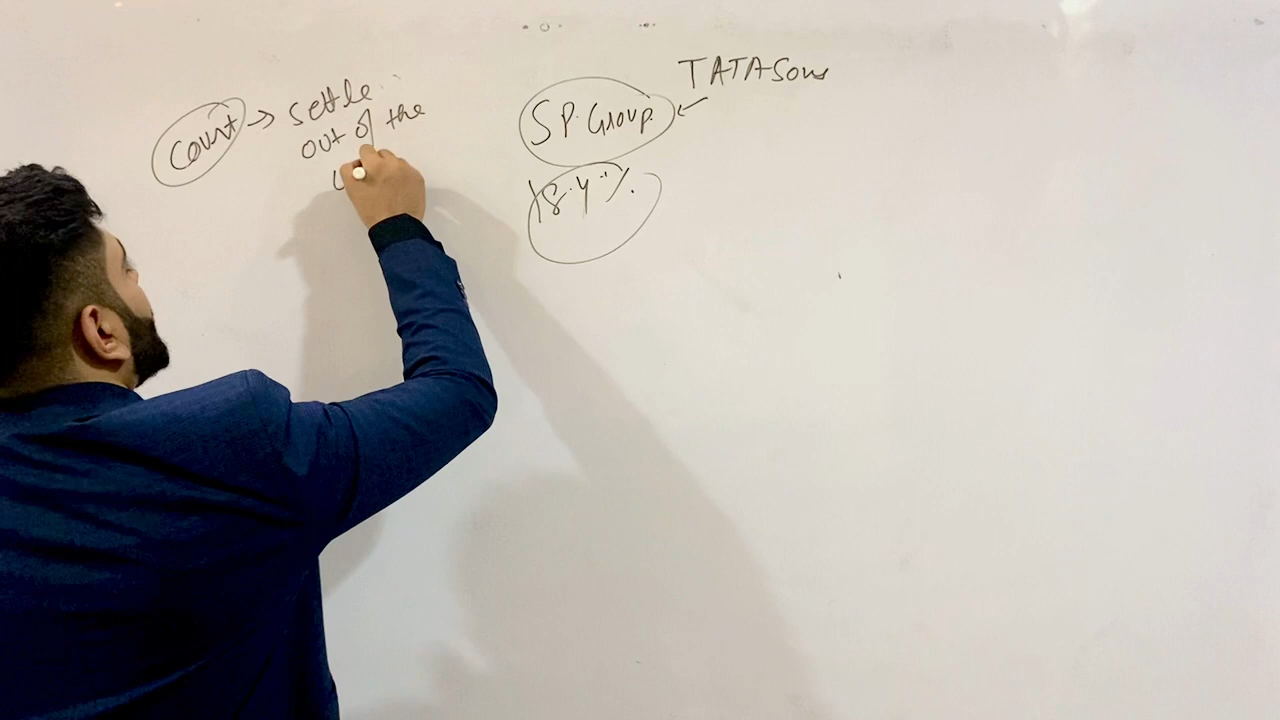 Court → settle
out of the
TATA Sons
SP. Group
18.4%